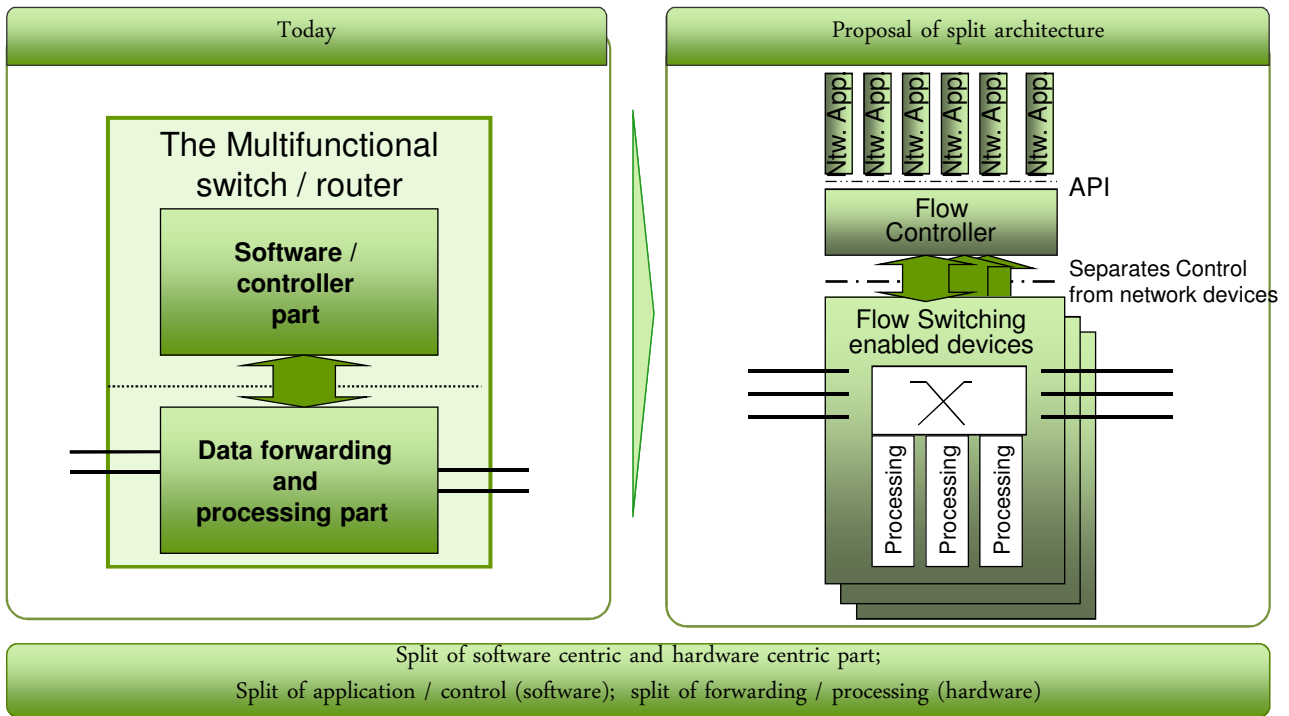 Today
The Multifunctional
switch / router
Software /
controller
part
Data forwarding
and
processing part
Proposal of split architecture
Ntw. App.
Ntw. App.
Ntw. App.
Ntw. App.
Ntw. App.
Ntw. App.
API
Flow
Controller
Separates Control
from network devices
Flow Switching
enabled devices
Processing
Processing
Processing
Split of software centric and hardware centric part;
Split of application / control (software); split of forwarding / processing (hardware)